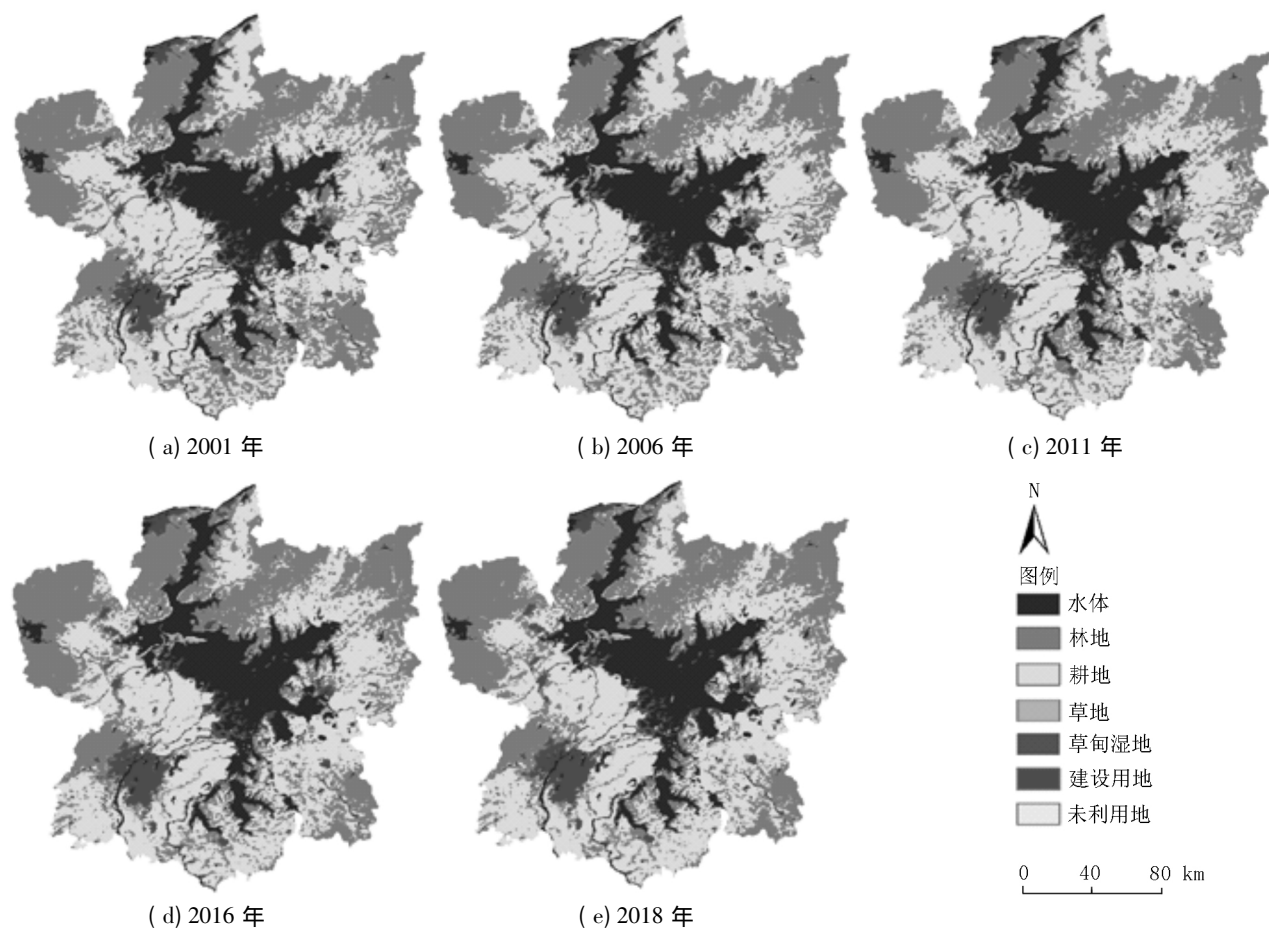 (a) 2001 年
(b) 2006 年
(c) 2011 年
N
图例
水体
林地
耕地
草地
草甸湿地
建设用地
未利用地
0 40 80 km
(d) 2016 年
(e) 2018 年